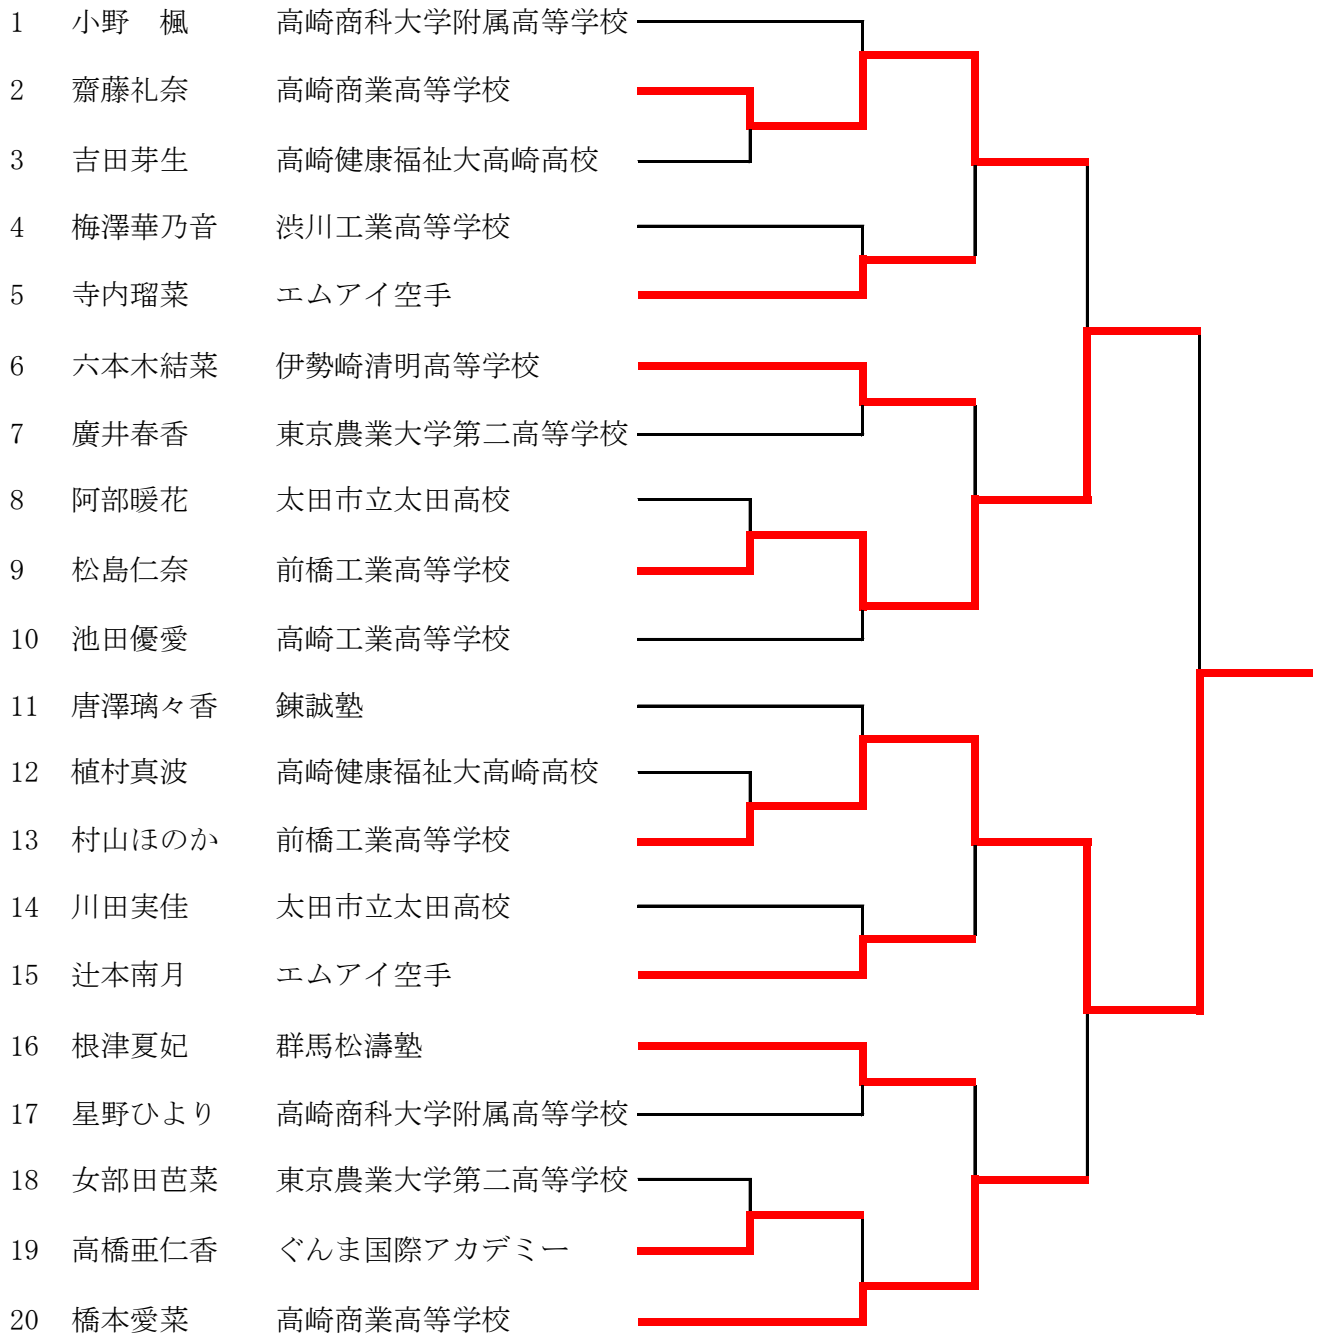 1 小野　楓 高崎商科大学附属高等学校
2 齋藤礼奈 高崎商業高等学校
3 吉田芽生 高崎健康福祉大高崎高校
4 梅澤華乃音 渋川工業高等学校
5 寺内瑠菜 エムアイ空手
6 六本木結菜 伊勢崎清明高等学校
7 廣井春香 東京農業大学第二高等学校
8 阿部暖花 太田市立太田高校
9 松島仁奈 前橋工業高等学校
10 池田優愛 高崎工業高等学校
11 唐澤璃々香 錬誠塾
12 植村真波 高崎健康福祉大高崎高校
13 村山ほのか 前橋工業高等学校
14 川田実佳 太田市立太田高校
15 辻本南月 エムアイ空手
16 根津夏妃 群馬松濤塾
17 星野ひより 高崎商科大学附属高等学校
18 女部田芭菜 東京農業大学第二高等学校
19 高橋亜仁香 ぐんま国際アカデミー
20 橋本愛菜 高崎商業高等学校